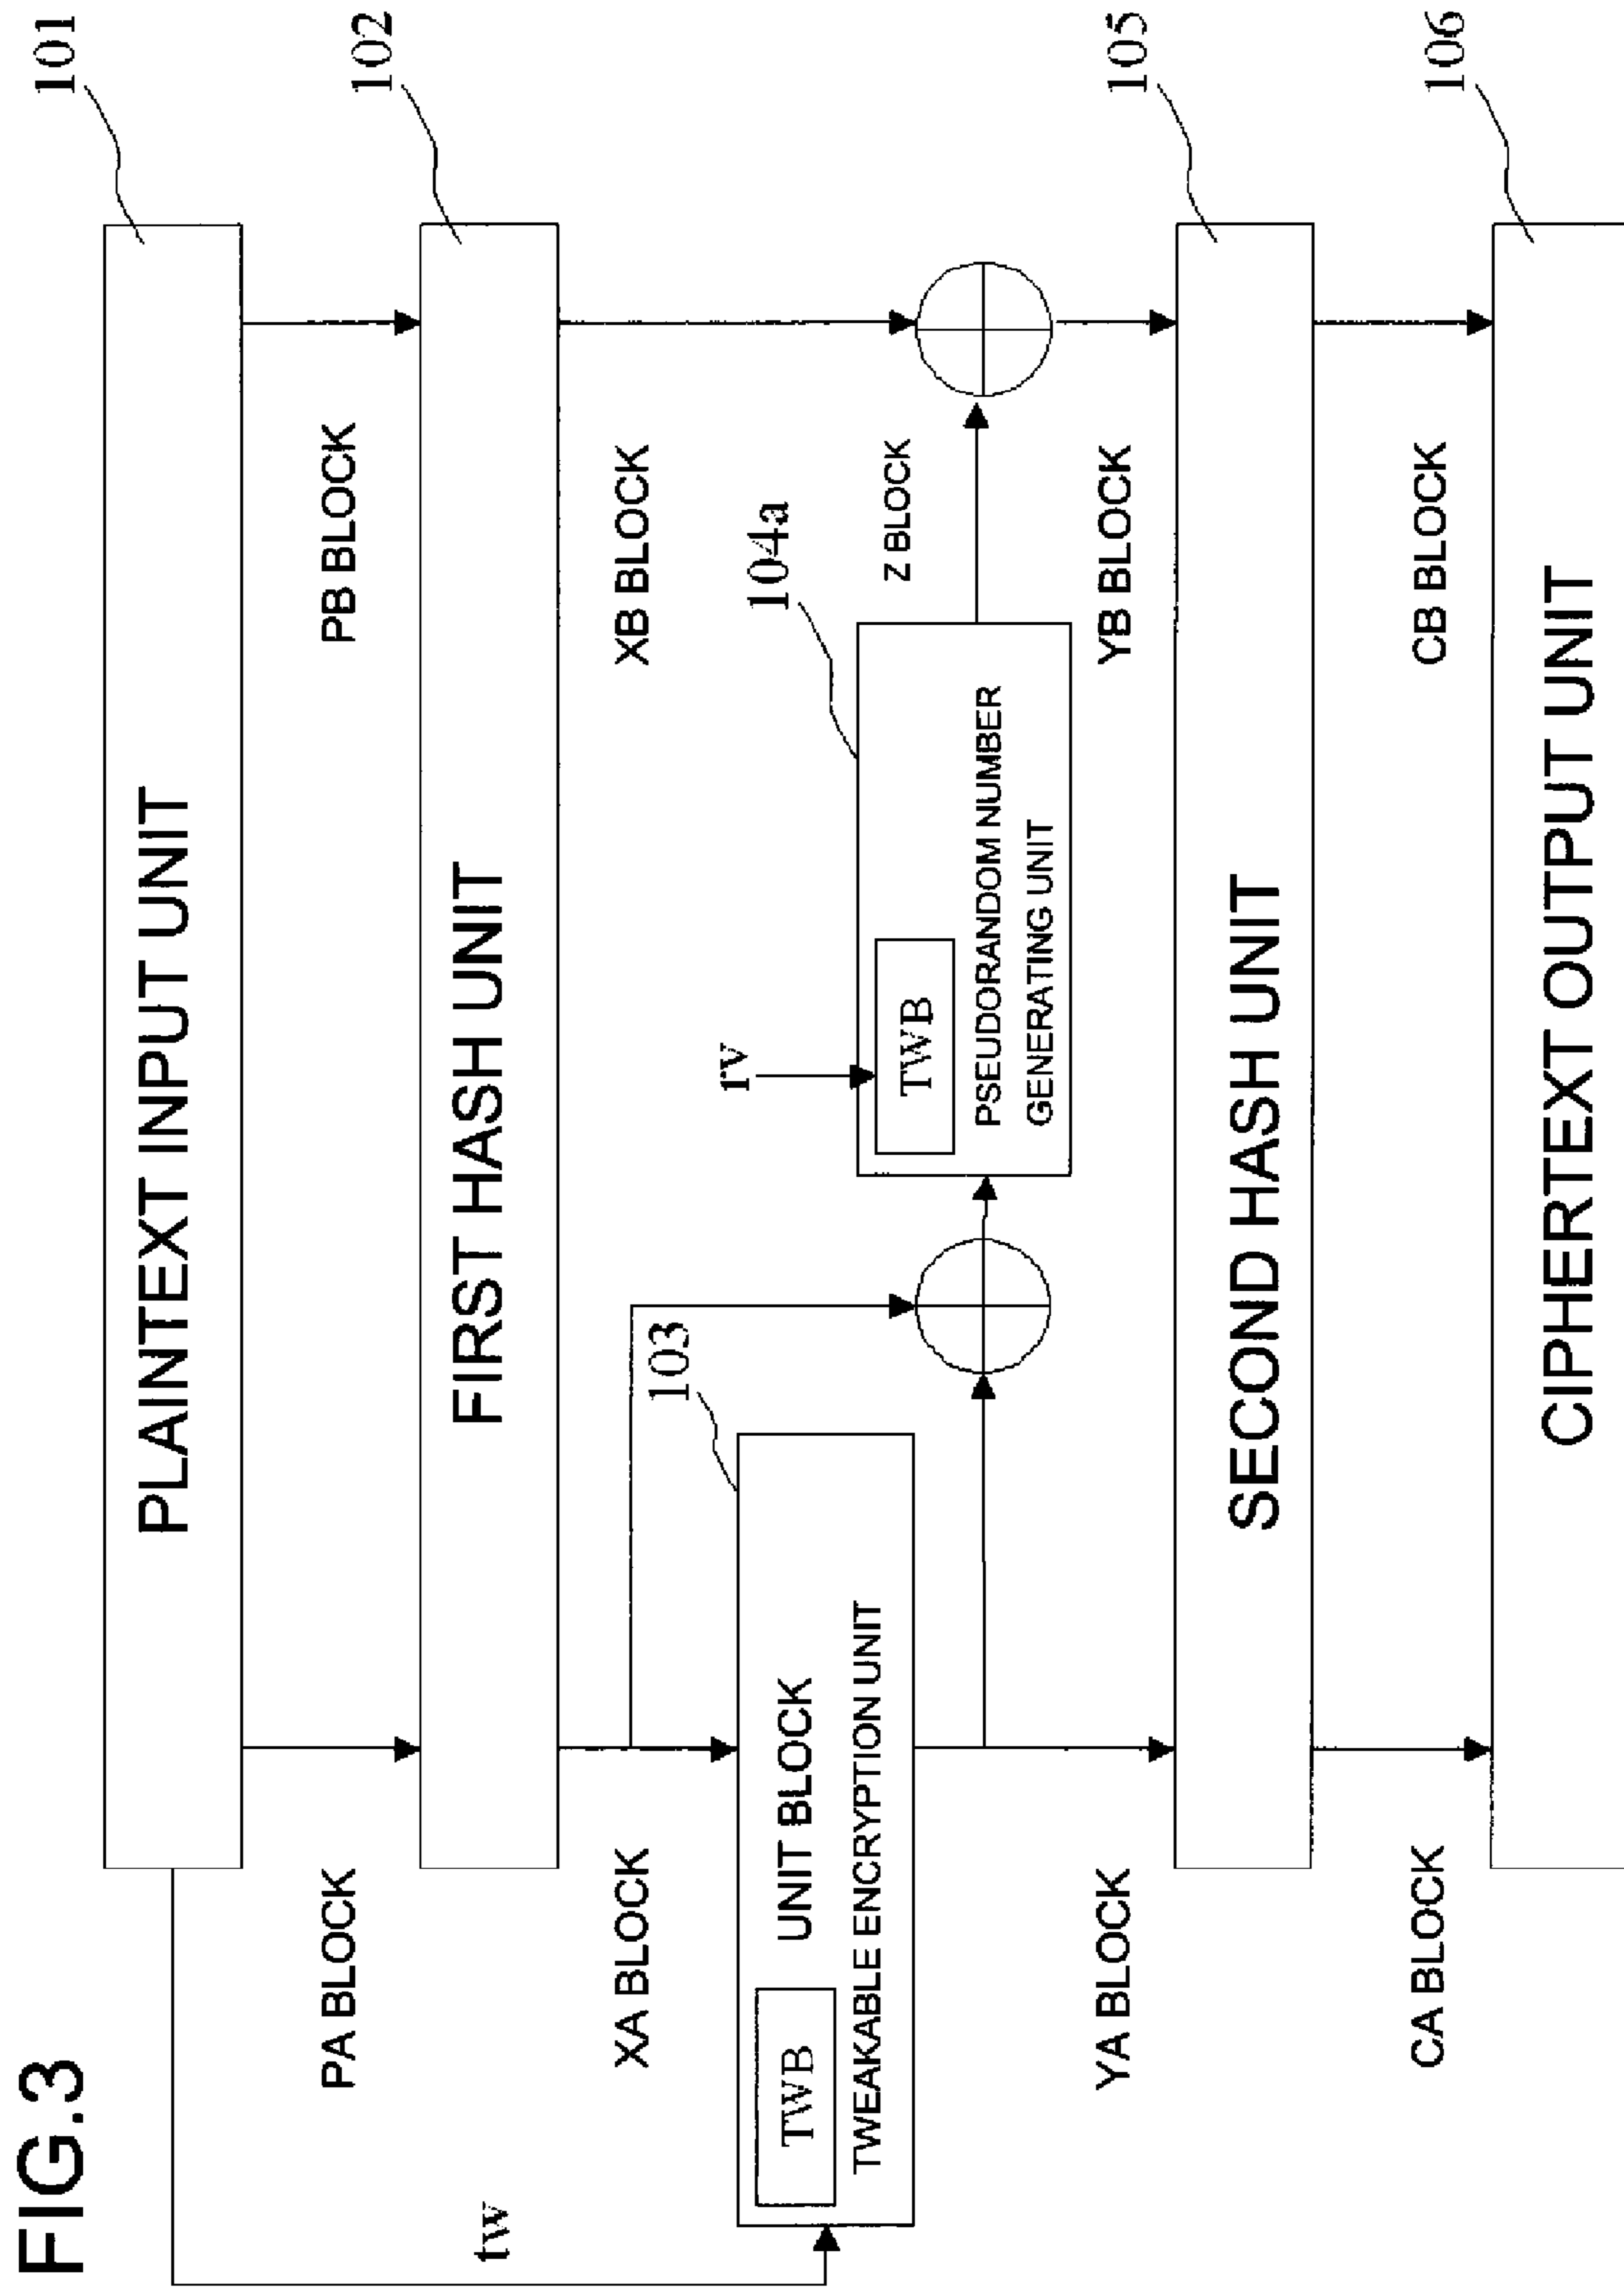 FIG.3
101
PLAINTEXT INPUT UNIT
PA BLOCK
PB BLOCK
102
FIRST HASH UNIT
tw
XA BLOCK
XB BLOCK
103
TWB
UNIT BLOCK
TWEAKABLE ENCRYPTION UNIT
rv
104a
TWB
PSEUDORANDOM NUMBER
GENERATING UNIT
Z BLOCK
YA BLOCK
YB BLOCK
105
SECOND HASH UNIT
CA BLOCK
CB BLOCK
106
CIPHERTEXT OUTPUT UNIT